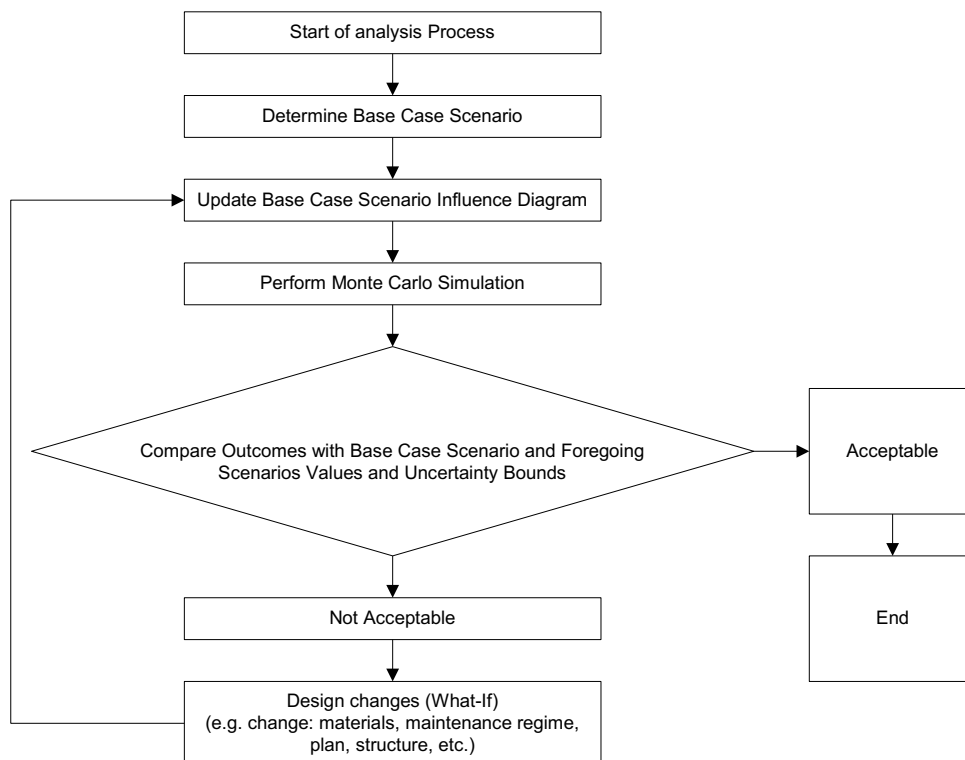 Start of analysis Process
Determine Base Case Scenario
Update Base Case Scenario Influence Diagram
Perform Monte Carlo Simulation
Compare Outcomes with Base Case Scenario and Foregoing
Scenarios Values and Uncertainty Bounds
Acceptable
End
Not Acceptable
Design changes (What-If)
(e.g. change: materials, maintenance regime,
plan, structure, etc.)